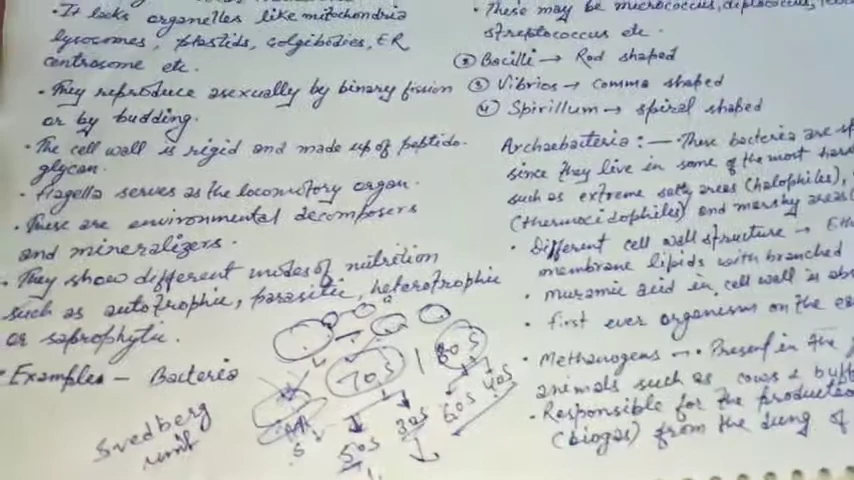 • It lacks organelles like mitochondria
lysocomes, plastids, golgibodies, ER
centrosome etc.
• They reproduce asexually by binary fission
or by budding.
• The cell wall is rigid and made up of peptido-
glycan.
• Flagella serves as the locomotory organ.
• These are environmental decomposers
and mineralizers.
• They show different modes of nutrition
such as autotrophic, parasitic, heterotrophic
or saprophytic.
• Examples – Bacteria
Svedberg
unit
70S | 80S
50S 30S 60S 40S
• These may be micrococcus, diplococcus,
streptococcus etc.
② Bacilli → Rod shaped
③ Vibrios → comma shaped
④ Spirillum → spiral shaped
Archaebacteria : — These bacteria are
since they live in some of the most
such as extreme salty areas (halophiles),
(thermoacidophiles) and marshy areas
• Different cell wall structure →
membrane lipids with branched
• muramic acid in cell wall is
• first ever organism on the
• Methanogens → • Present in the
animals such as cows &
• Responsible for the production
(biogas) from the dung of